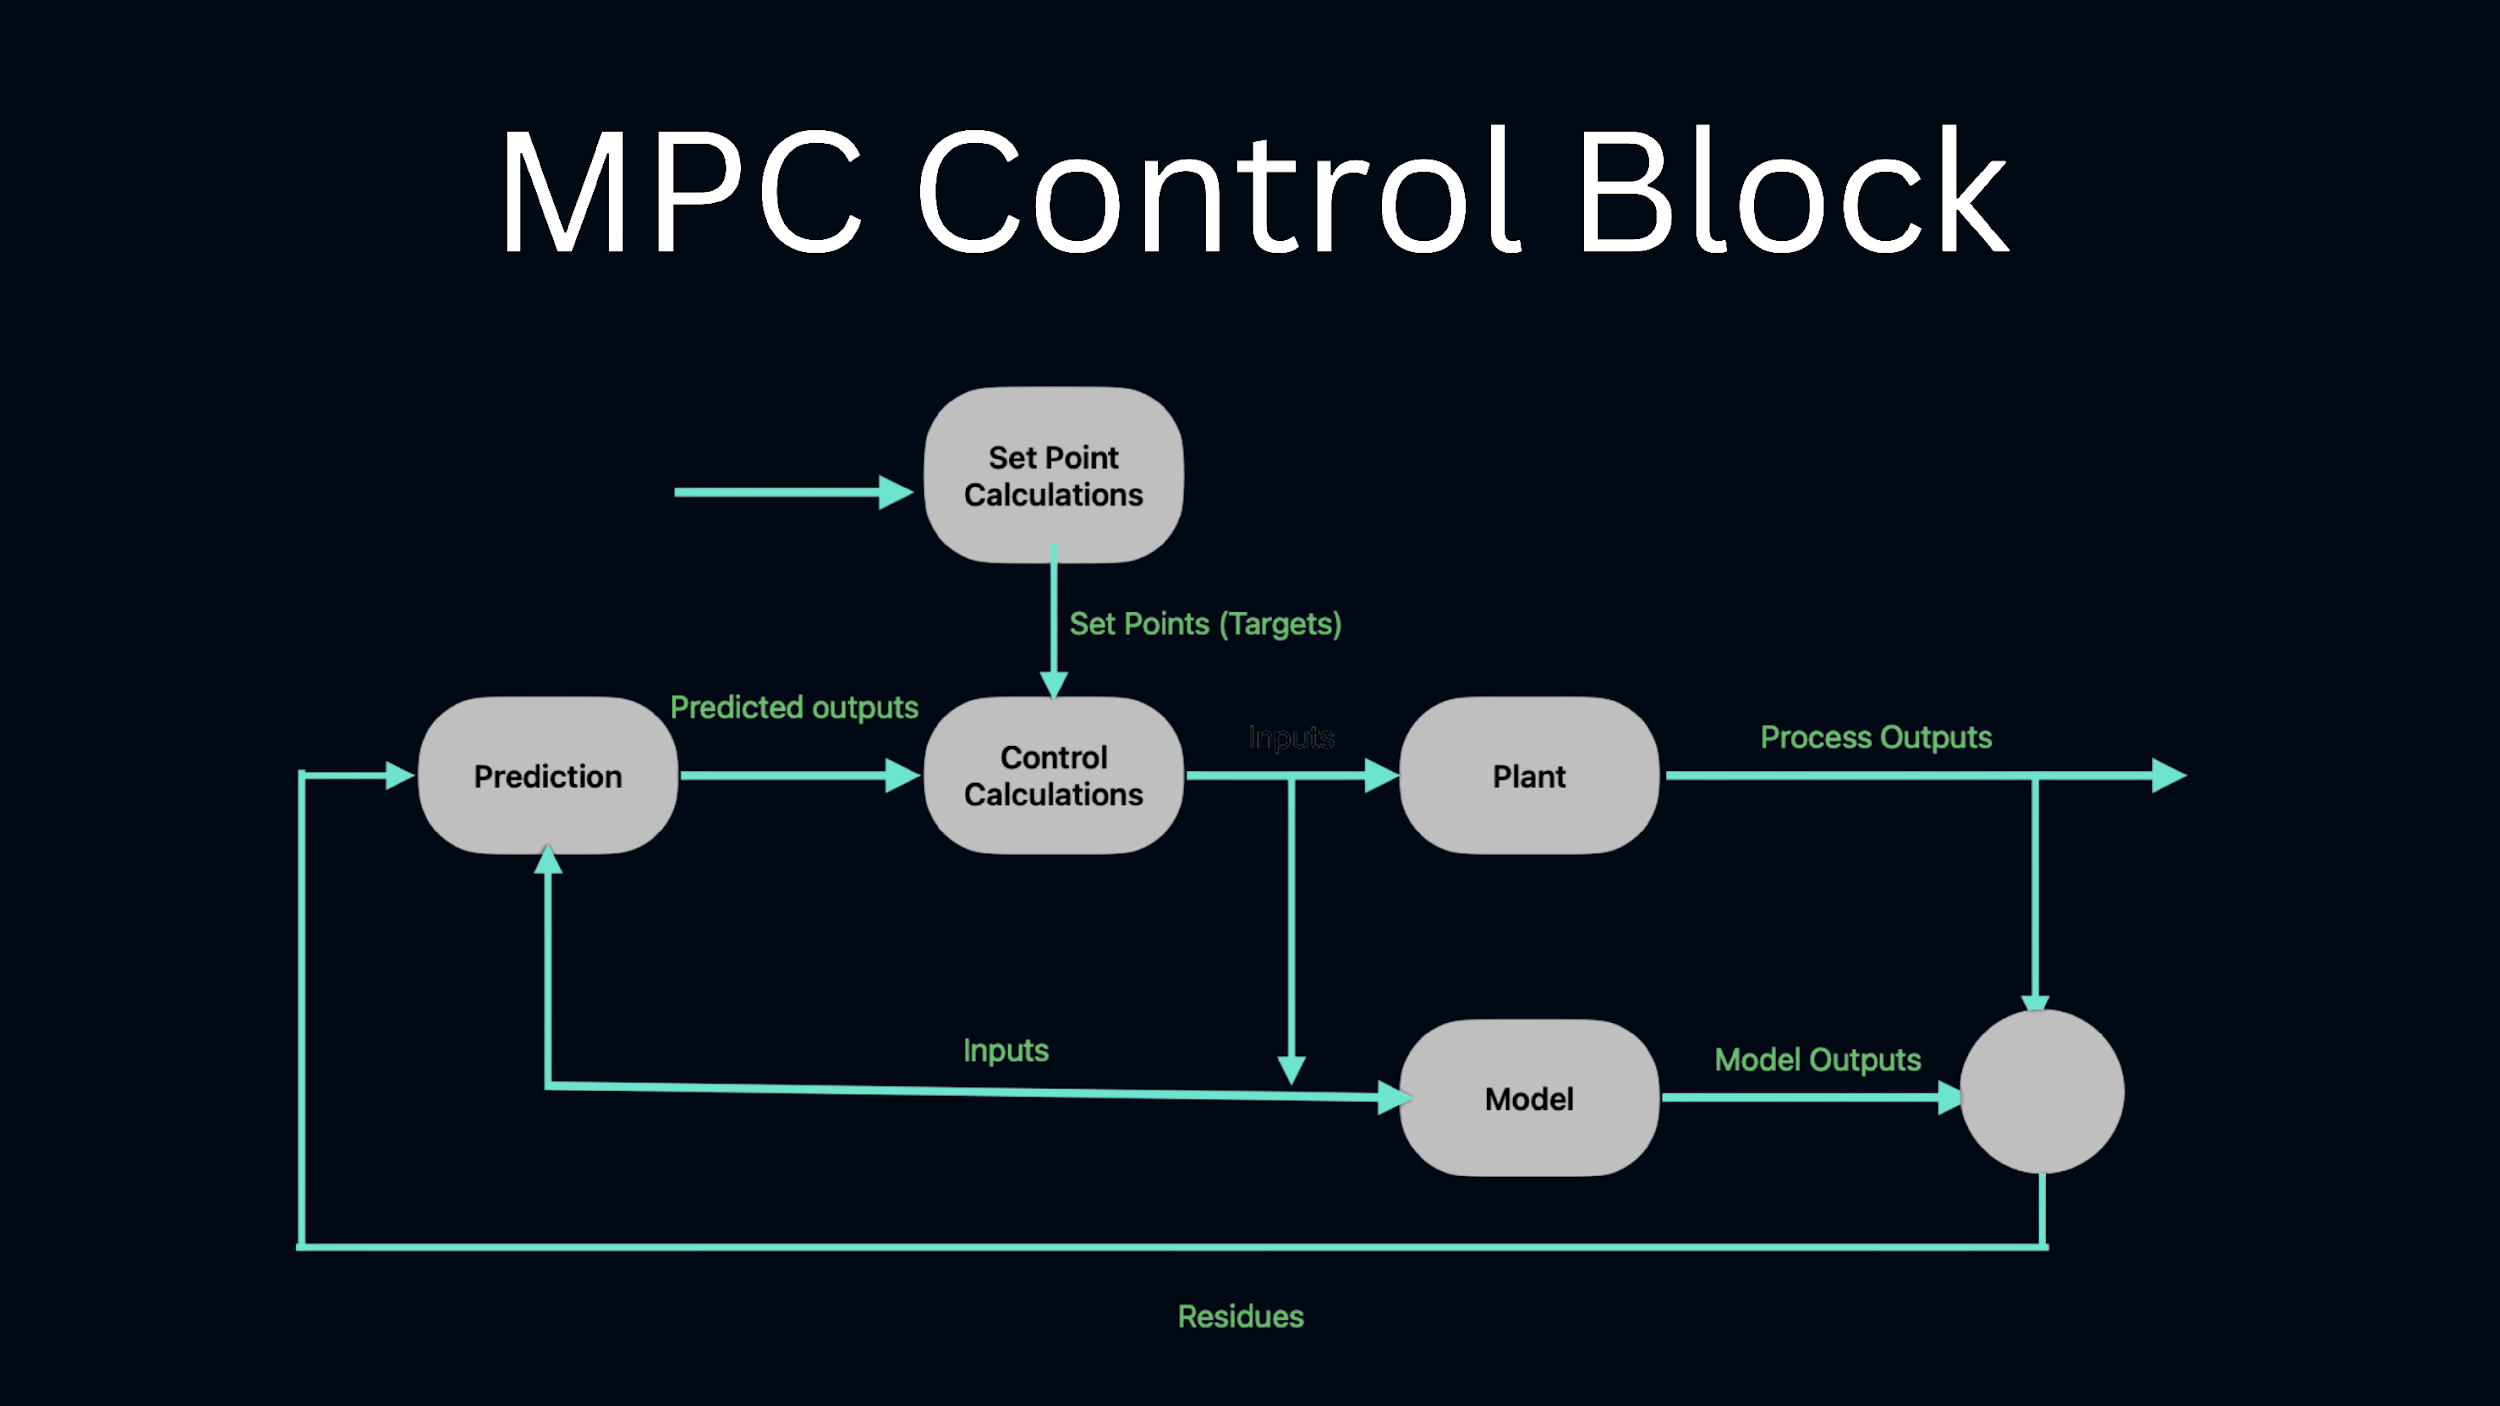 MPC Control Block
Set Point
Calculations
Set Points (Targets)
Predicted outputs
Prediction
Control
Calculations
Inputs
Plant
Process Outputs
Inputs
Model
Model Outputs
Residues